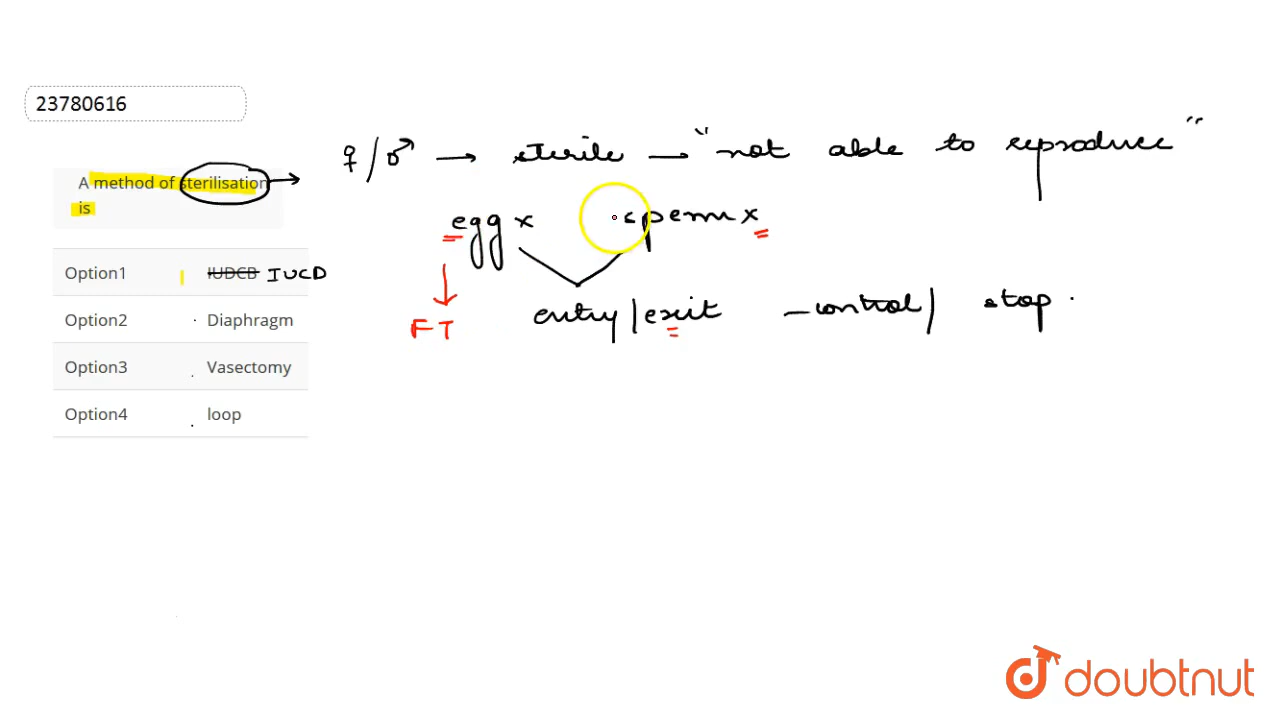 23780616
♀/♂ → sterile → "not able to reproduce"
A method of sterilisation →
is
egg x sperm x
Option1 IUDCB IUCD
FT
entry/exit - control/ stop.
Option2 Diaphragm
Option3 Vasectomy
Option4 loop
doubtnut